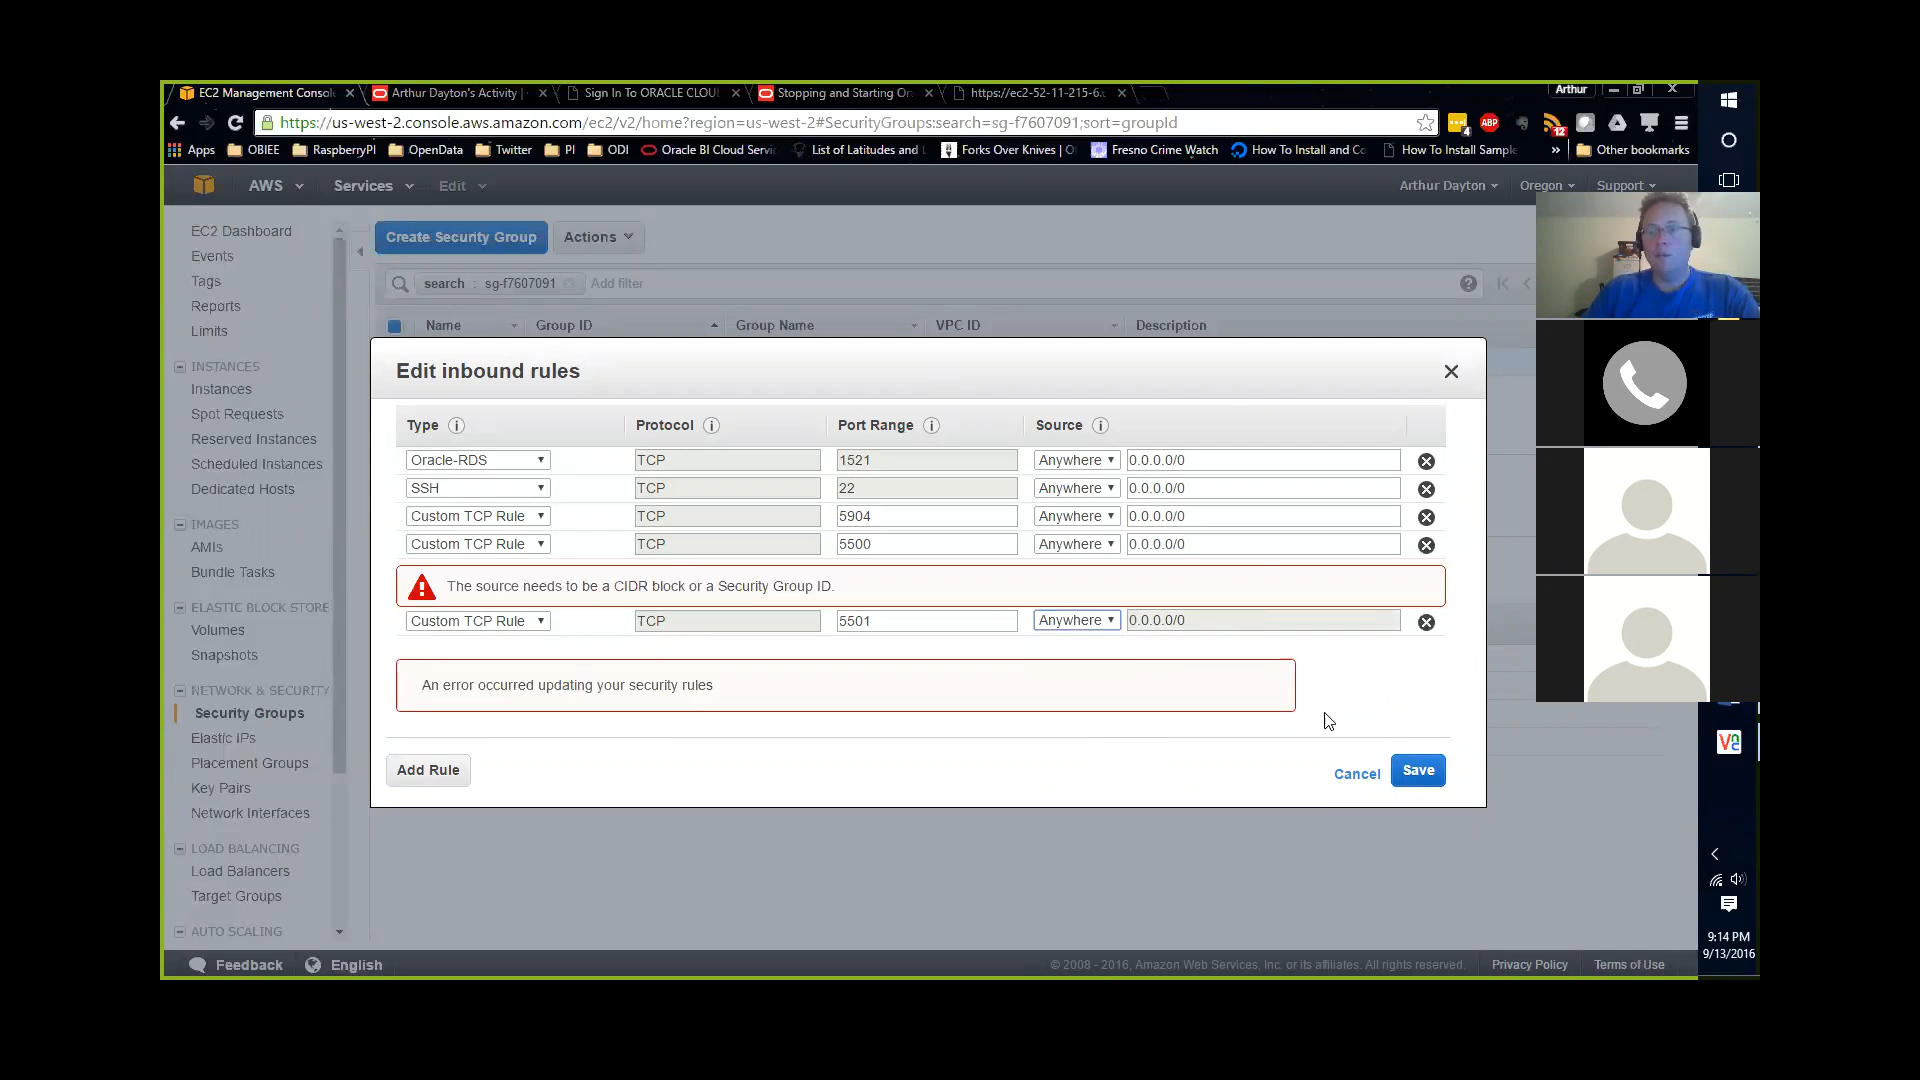 EC2 Management Console
Arthur Dayton's Activity |
Sign In To ORACLE CLOU
Stopping and Starting Or
https://ec2-52-11-215-6.
Arthur
https://us-west-2.console.aws.amazon.com/ec2/v2/home?region=us-west-2#SecurityGroups:search=sg-f7607091;sort=groupId
4
ABP
12
Apps
OBIEE
RaspberryPI
OpenData
Twitter
PI
ODI
Oracle BI Cloud Servi
List of Latitudes and
Forks Over Knives | O
Fresno Crime Watch
How To Install and Co
How To Install Sample
»
Other bookmarks
AWS
Services
Edit
Arthur Dayton
Oregon
Support
EC2 Dashboard
Events
Tags
Reports
Limits
INSTANCES
Instances
Spot Requests
Reserved Instances
Scheduled Instances
Dedicated Hosts
IMAGES
AMIs
Bundle Tasks
ELASTIC BLOCK STORE
Volumes
Snapshots
NETWORK & SECURITY
Security Groups
Elastic IPs
Placement Groups
Key Pairs
Network Interfaces
LOAD BALANCING
Load Balancers
Target Groups
AUTO SCALING
Create Security Group
Actions
search : sg-f7607091
Add filter
Name
Group ID
Group Name
VPC ID
Description
Edit inbound rules
Type
Protocol
Port Range
Source
Oracle-RDS TCP 1521 Anywhere 0.0.0.0/0
SSH TCP 22 Anywhere 0.0.0.0/0
Custom TCP Rule TCP 5904 Anywhere 0.0.0.0/0
Custom TCP Rule TCP 5500 Anywhere 0.0.0.0/0
The source needs to be a CIDR block or a Security Group ID.
Custom TCP Rule TCP 5501 Anywhere 0.0.0.0/0
An error occurred updating your security rules
Add Rule
Cancel
Save
Feedback
English
© 2008 - 2016, Amazon Web Services, Inc. or its affiliates. All rights reserved.
Privacy Policy
Terms of Use
9:14 PM
9/13/2016